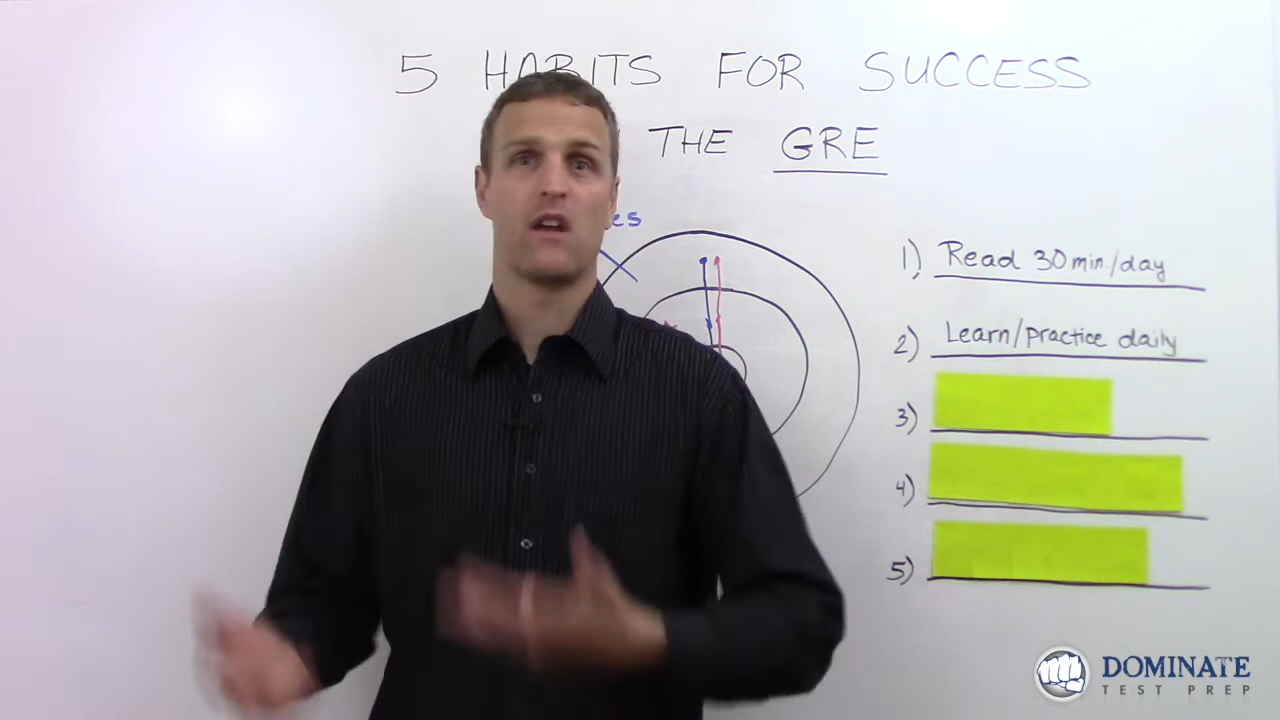 5 HABITS FOR SUCCESS
THE GRE
es
1) Read 30 min./day
2) Learn/practice daily
3)
4)
5)
DOMINATE
TEST PREP